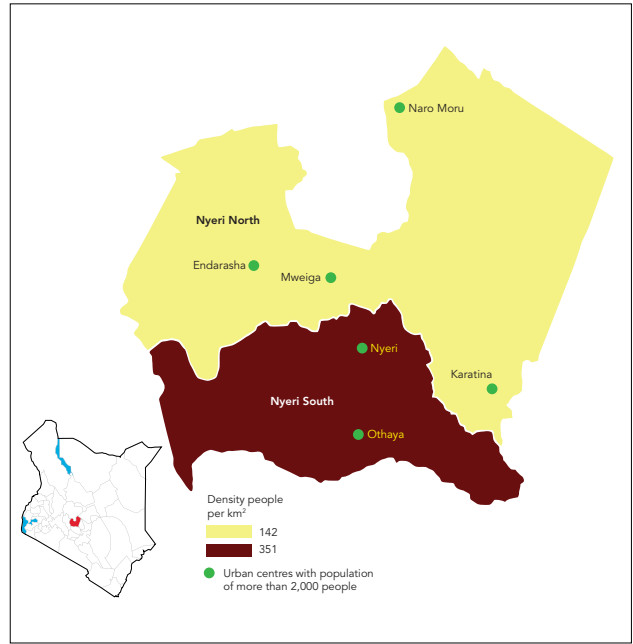 Naro Moru
Nyeri North
Endarasha
Mweiga
Nyeri
Karatina
Nyeri South
Othaya
Density people
per km²
142
351
Urban centres with population
of more than 2,000 people